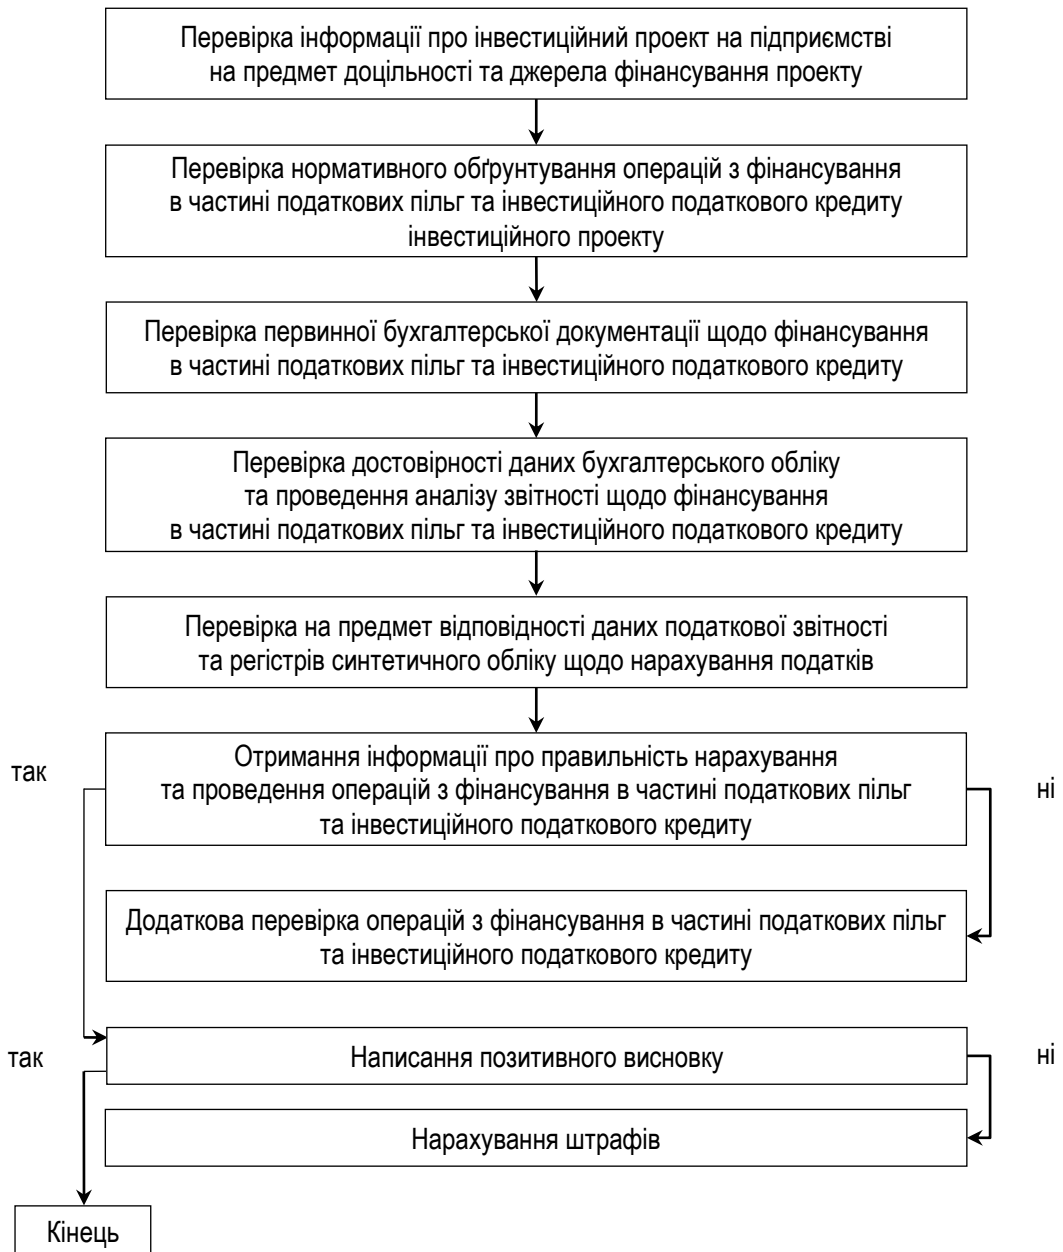 Перевірка інформації про інвестиційний проект на підприємстві
на предмет доцільності та джерела фінансування проекту
Перевірка нормативного обґрунтування операцій з фінансування
в частині податкових пільг та інвестиційного податкового кредиту
інвестиційного проекту
Перевірка первинної бухгалтерської документації щодо фінансування
в частині податкових пільг та інвестиційного податкового кредиту
Перевірка достовірності даних бухгалтерського обліку
та проведення аналізу звітності щодо фінансування
в частині податкових пільг та інвестиційного податкового кредиту
Перевірка на предмет відповідності даних податкової звітності
та регістрів синтетичного обліку щодо нарахування податків
так
Отримання інформації про правильність нарахування
та проведення операцій з фінансування в частині податкових пільг
та інвестиційного податкового кредиту
ні
Додаткова перевірка операцій з фінансування в частині податкових пільг
та інвестиційного податкового кредиту
так
Написання позитивного висновку
ні
Нарахування штрафів
Кінець